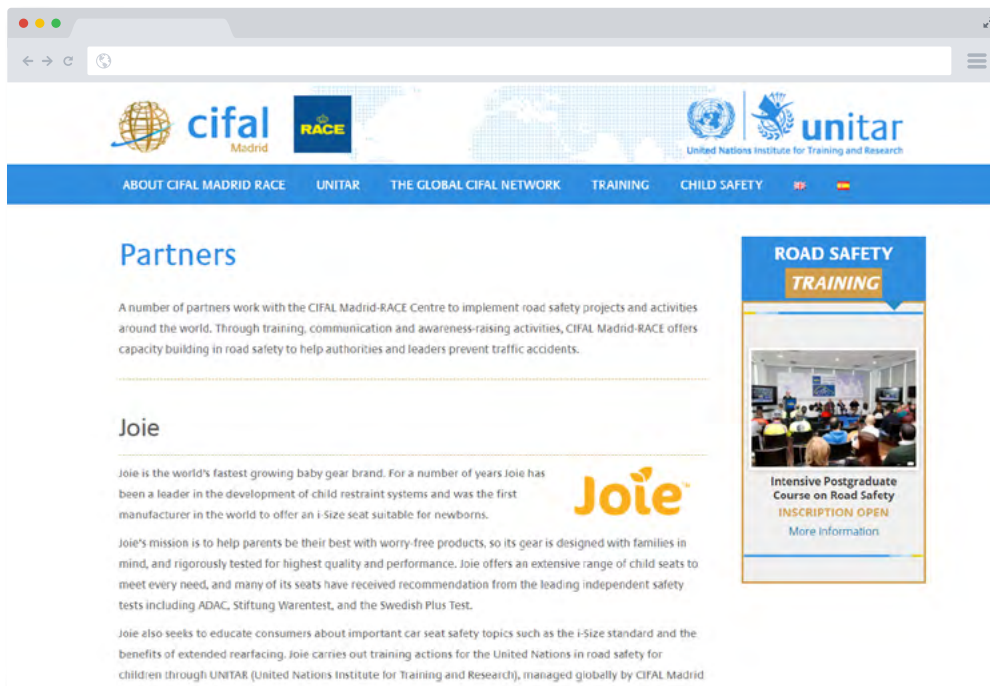 cifal
Madrid
RACE
unitar
United Nations Institute for Training and Research
ABOUT CIFAL MADRID RACE UNITAR THE GLOBAL CIFAL NETWORK TRAINING CHILD SAFETY
Partners
A number of partners work with the CIFAL Madrid-RACE Centre to implement road safety projects and activities
around the world. Through training, communication and awareness-raising activities, CIFAL Madrid-RACE offers
capacity building in road safety to help authorities and leaders prevent traffic accidents.
Joie
Joie is the world's fastest growing baby gear brand. For a number of years Joie has
been a leader in the development of child restraint systems and was the first
manufacturer in the world to offer an i-Size seat suitable for newborns.
Joie™
Joie's mission is to help parents be their best with worry-free products, so its gear is designed with families in
mind, and rigorously tested for highest quality and performance. Joie offers an extensive range of child seats to
meet every need, and many of its seats have received recommendation from the leading independent safety
tests including ADAC, Stiftung Warentest, and the Swedish Plus Test.
Joie also seeks to educate consumers about important car seat safety topics such as the i-Size standard and the
benefits of extended rearfacing. Joie carries out training actions for the United Nations in road safety for
children through UNITAR (United Nations Institute for Training and Research), managed globally by CIFAL Madrid
ROAD SAFETY
TRAINING
Intensive Postgraduate
Course on Road Safety
INSCRIPTION OPEN
More information